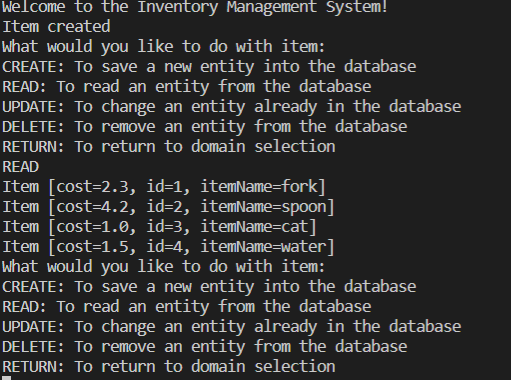 Welcome to the Inventory Management System!
Item created
What would you like to do with item:
CREATE: To save a new entity into the database
READ: To read an entity from the database
UPDATE: To change an entity already in the database
DELETE: To remove an entity from the database
RETURN: To return to domain selection
READ
Item [cost=2.3, id=1, itemName=fork]
Item [cost=4.2, id=2, itemName=spoon]
Item [cost=1.0, id=3, itemName=cat]
Item [cost=1.5, id=4, itemName=water]
What would you like to do with item:
CREATE: To save a new entity into the database
READ: To read an entity from the database
UPDATE: To change an entity already in the database
DELETE: To remove an entity from the database
RETURN: To return to domain selection